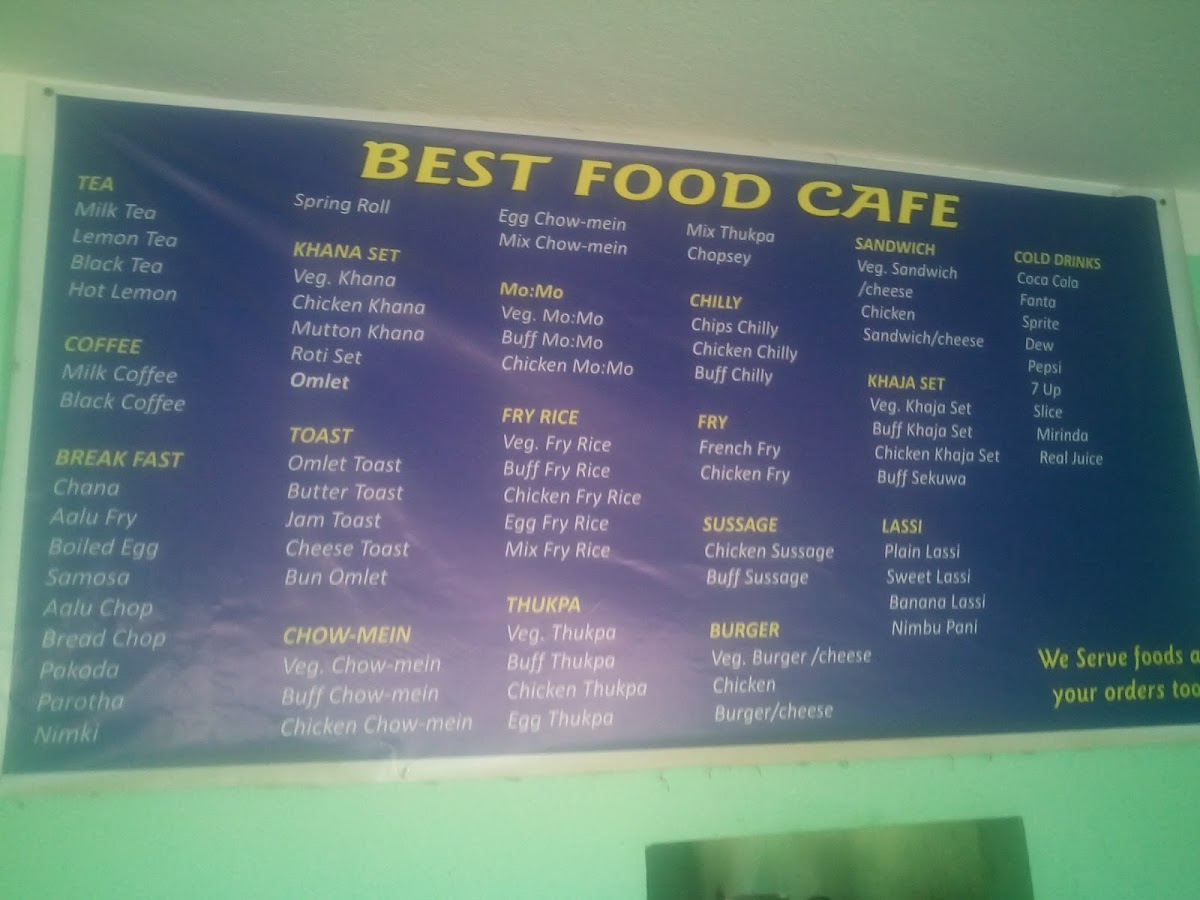 BEST FOOD CAFE
TEA
Milk Tea
Lemon Tea
Black Tea
Hot Lemon
COFFEE
Milk Coffee
Black Coffee
BREAK FAST
Chana
Aalu Fry
Boiled Egg
Samosa
Aalu Chop
Bread Chop
Pakoda
Parotha
Nimki
Spring Roll
KHANA SET
Veg. Khana
Chicken Khana
Mutton Khana
Roti Set
Omlet
TOAST
Omlet Toast
Butter Toast
Jam Toast
Cheese Toast
Bun Omlet
CHOW-MEIN
Veg. Chow-mein
Buff Chow-mein
Chicken Chow-mein
Egg Chow-mein
Mix Chow-mein
Mo:Mo
Veg. Mo:Mo
Buff Mo:Mo
Chicken Mo:Mo
FRY RICE
Veg. Fry Rice
Buff Fry Rice
Chicken Fry Rice
Egg Fry Rice
Mix Fry Rice
THUKPA
Veg. Thukpa
Buff Thukpa
Chicken Thukpa
Egg Thukpa
Mix Thukpa
Chopsey
CHILLY
Chips Chilly
Chicken Chilly
Buff Chilly
FRY
French Fry
Chicken Fry
SUSSAGE
Chicken Sussage
Buff Sussage
BURGER
Veg. Burger /cheese
Chicken
Burger/cheese
SANDWICH
Veg. Sandwich
/cheese
Chicken
Sandwich/cheese
KHAJA SET
Veg. Khaja Set
Buff Khaja Set
Chicken Khaja Set
Buff Sekuwa
LASSI
Plain Lassi
Sweet Lassi
Banana Lassi
Nimbu Pani
COLD DRINKS
Coca Cola
Fanta
Sprite
Dew
Pepsi
7 Up
Slice
Mirinda
Real Juice
We Serve foods a
your orders too